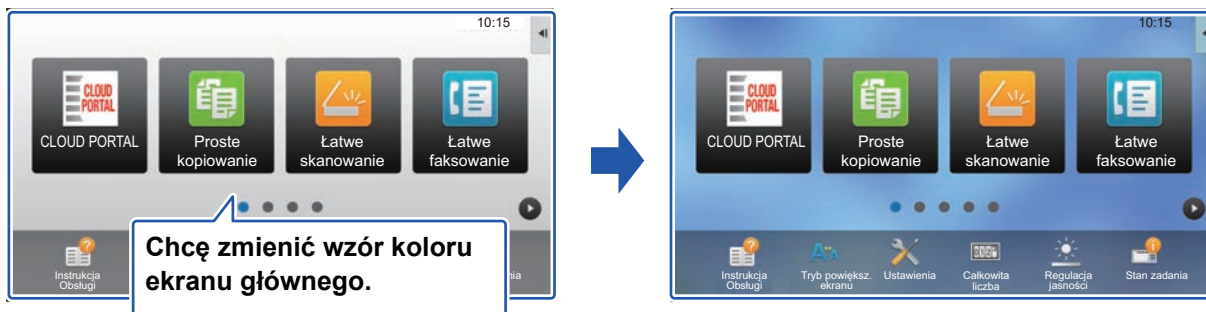 10:15
CLOUD
PORTAL
CLOUD PORTAL
Proste
kopiowanie
Łatwe
skanowanie
Łatwe
faksowanie
Chcę zmienić wzór koloru
ekranu głównego.
Instrukcja
Obsługi
10:15
CLOUD
PORTAL
CLOUD PORTAL
Proste
kopiowanie
Łatwe
skanowanie
Łatwe
faksowanie
Instrukcja
Obsługi
Tryb powiększ.
ekranu
Ustawienia
Całkowita
liczba
Regulacja
jasności
Stan zadania